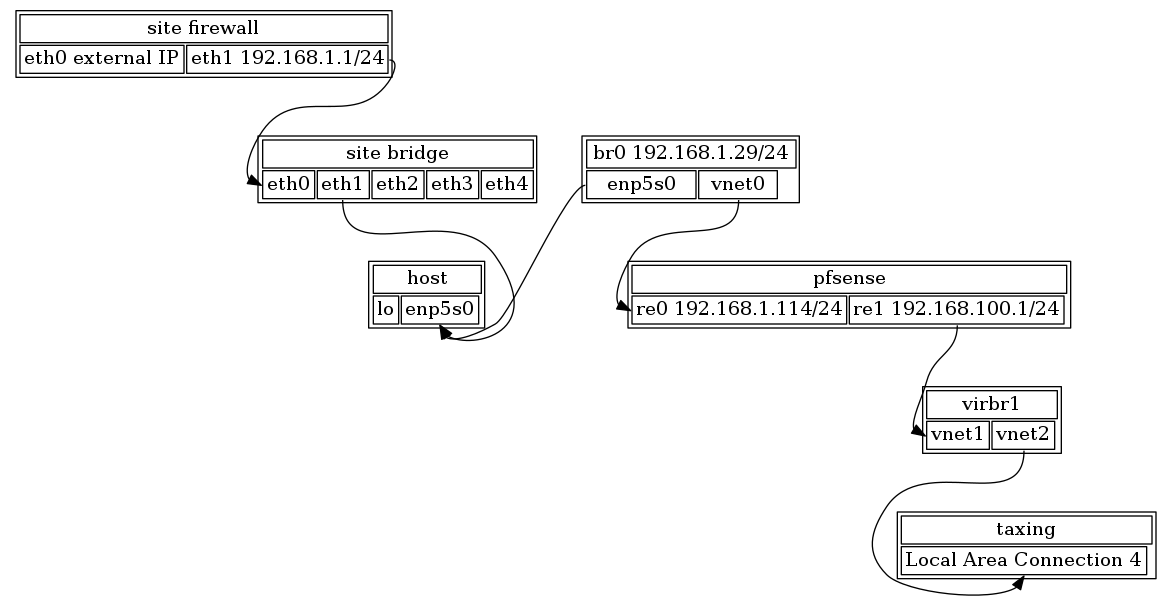 site firewall
eth0 external IP eth1 192.168.1.1/24
site bridge
eth0 eth1 eth2 eth3 eth4
br0 192.168.1.29/24
enp5s0 vnet0
host
lo enp5s0
pfsense
re0 192.168.1.114/24 re1 192.168.100.1/24
virbr1
vnet1 vnet2
taxing
Local Area Connection 4